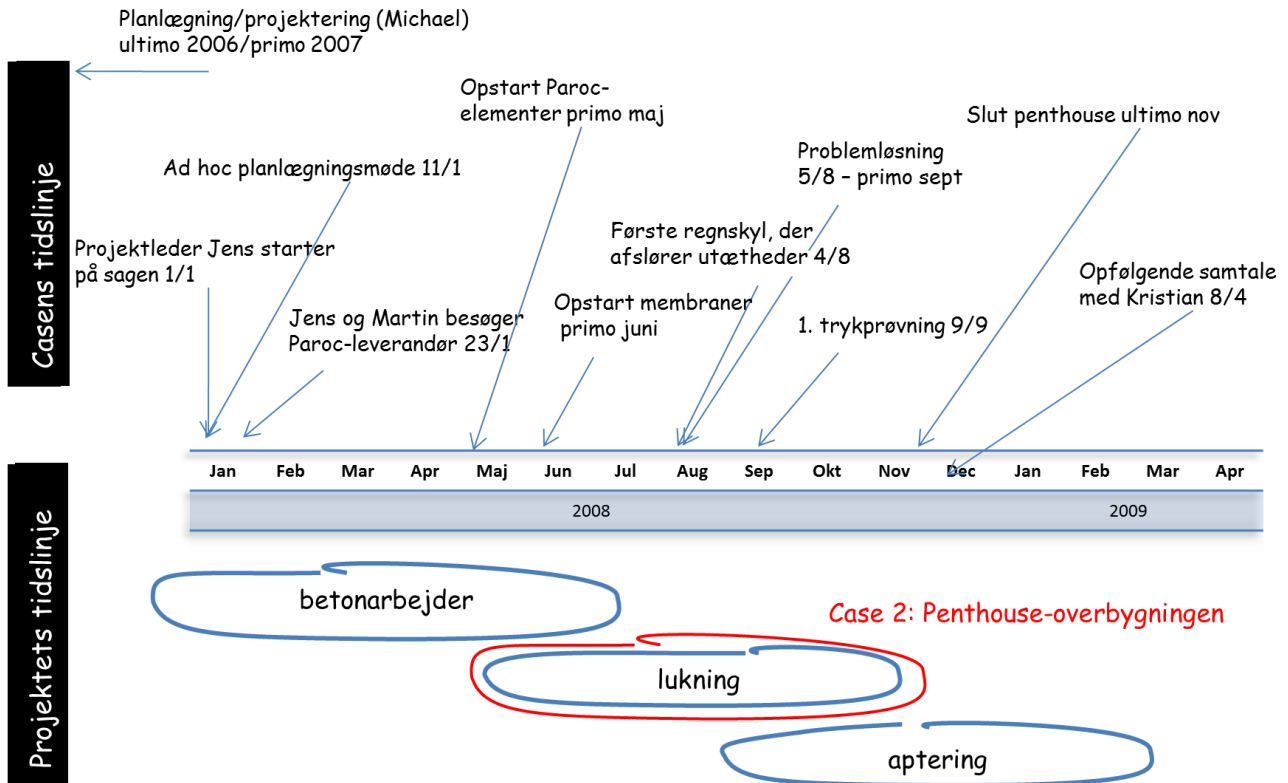 Planlægning/projektering (Michael)
ultimo 2006/primo 2007
Casens tidslinje
Opstart Paroc-
elementer primo maj
Slut penthouse ultimo nov
Ad hoc planlægningsmøde 11/1
Problemløsning
5/8 – primo sept
Projektleder Jens starter
på sagen 1/1
Første regnskyl, der
afslører utætheder 4/8
Opfølgende samtale
med Kristian 8/4
Jens og Martin besøger
Paroc-leverandør 23/1
Opstart membraner
primo juni
1. trykprøvning 9/9
Jan Feb Mar Apr Maj Jun Jul Aug Sep Okt Nov Dec Jan Feb Mar Apr
2008 2009
Projektets tidslinje
betonarbejder
Case 2: Penthouse-overbygningen
lukning
aptering